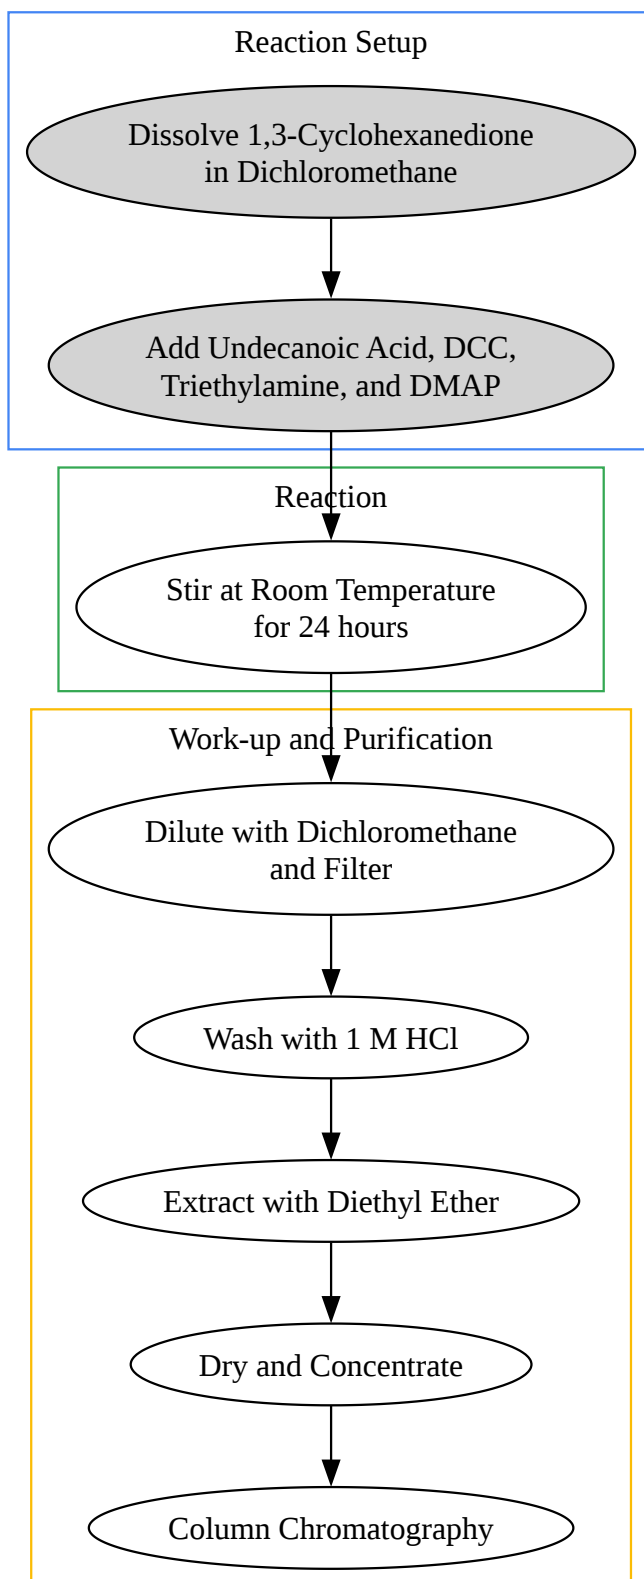 Reaction Setup
Dissolve 1,3-Cyclohexanedione
in Dichloromethane
Add Undecanoic Acid, DCC,
Triethylamine, and DMAP
Reaction
Stir at Room Temperature
for 24 hours
Work-up and Purification
Dilute with Dichloromethane
and Filter
Wash with 1 M HCl
Extract with Diethyl Ether
Dry and Concentrate
Column Chromatography